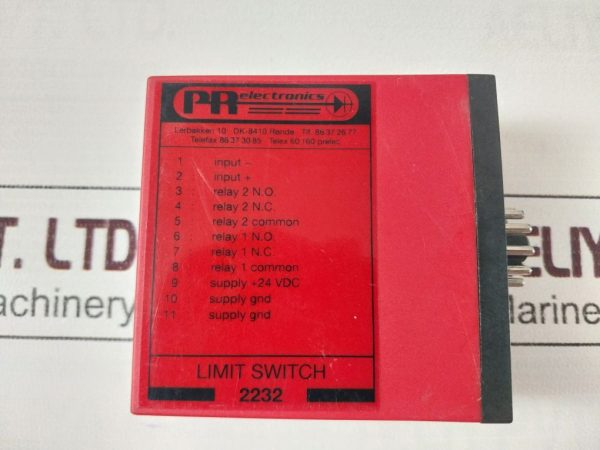 PR electronics
Lerbakken 10 DK-8410 Rønde Tlf. 86 37 26 77
Telefax 86 37 30 85 Telex 60 160 prelec
1 : input -
2 : input +
3 : relay 2 N.O.
4 : relay 2 N.C.
5 : relay 2 common
6 : relay 1 N.O.
7 : relay 1 N.C.
8 : relay 1 common
9 : supply +24 VDC
10 : supply gnd
11 : supply gnd
LIMIT SWITCH
2232
T. LTD
achinery
ELIY
Marine